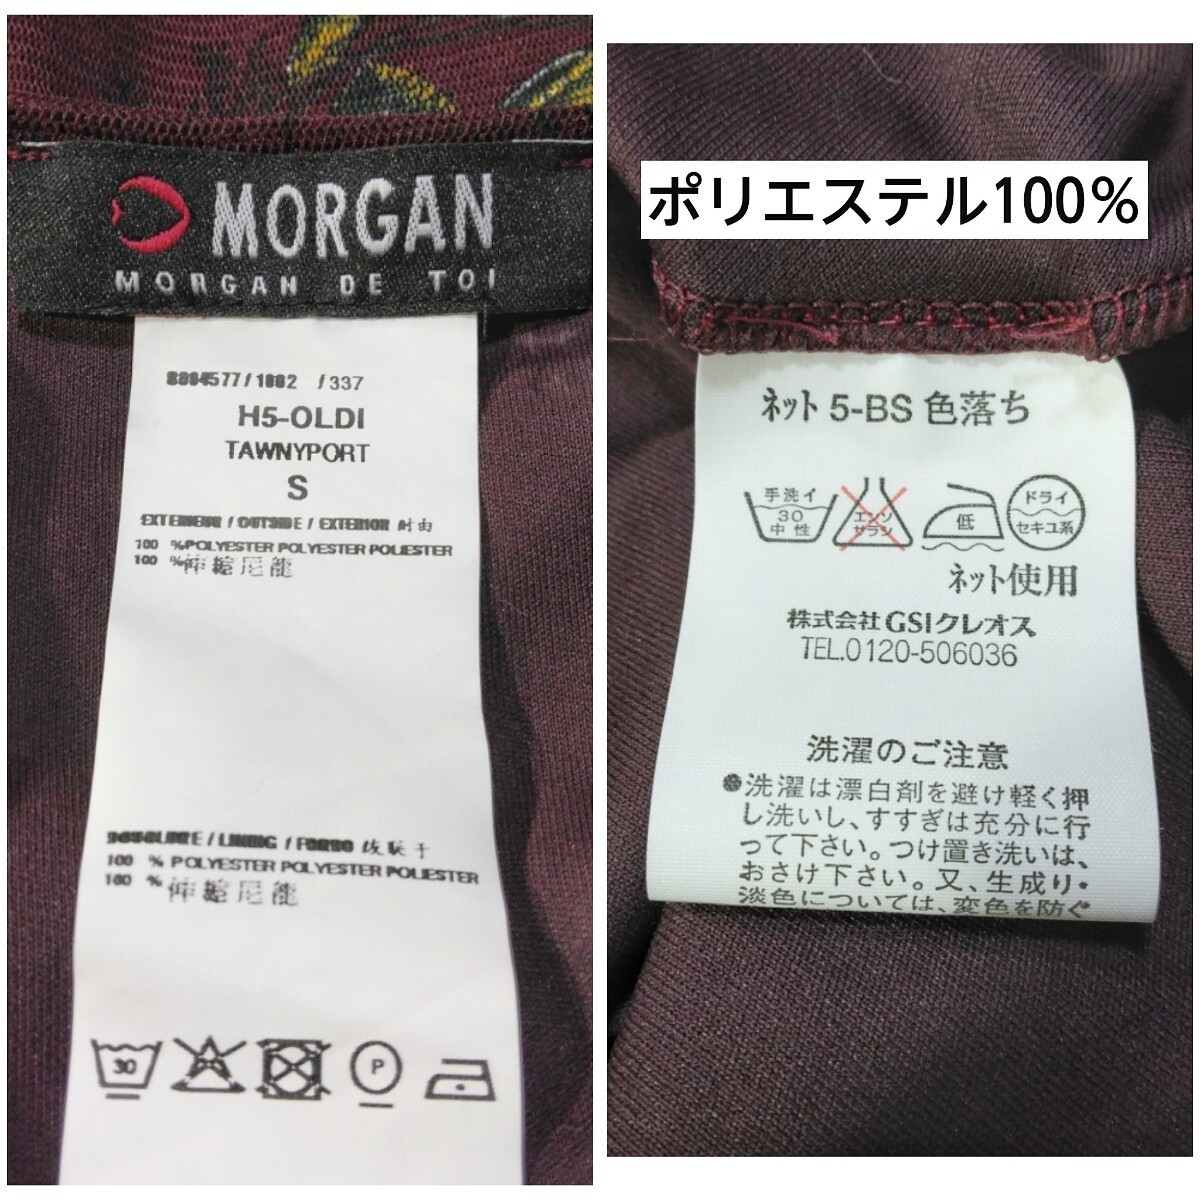 MORGAN
MORGAN DE TOI
/337
H5-OLDI
TAWNYPORT
S
EXTERIEUR / OUTSIDE / EXTERIOR
100 %POLYESTER POLYESTER POLIESTER
100 %
/ LINING /
100 % POLYESTER POLYESTER POLIESTER
100 %
30
P
ポリエステル100%
ネット 5-BS 色落ち
手洗イ
30
中性
エンソ
サラシ
低
ドライ
セキユ系
ネット使用
株式会社GSIクレオス
TEL.0120-506036
洗濯のご注意
●洗濯は漂白剤を避け軽く押
し洗いし、すすぎは充分に行
って下さい。つけ置き洗いは、
おさけ下さい。又、生成り・
淡色については、変色を防ぐ